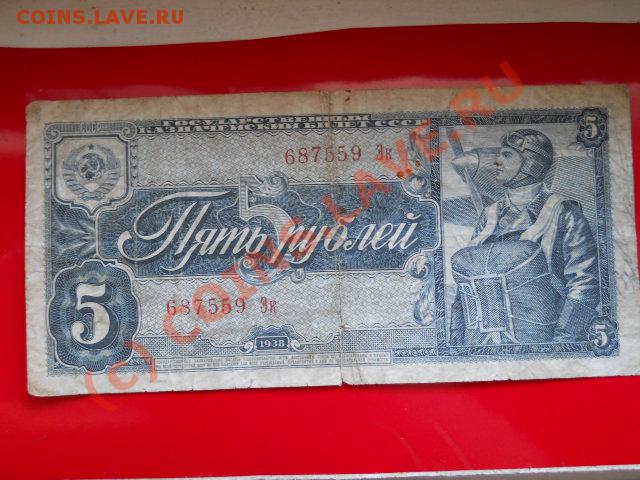 COINS.LAVE.RU
ГОСУДАРСТВЕННЫЙ
КАЗНАЧЕЙСКИЙ БИЛЕТ СССР
5
687559 Эк
5
Пять рублей
5
687559 Эк
5
1938
(c) COINS.LAVE.RU